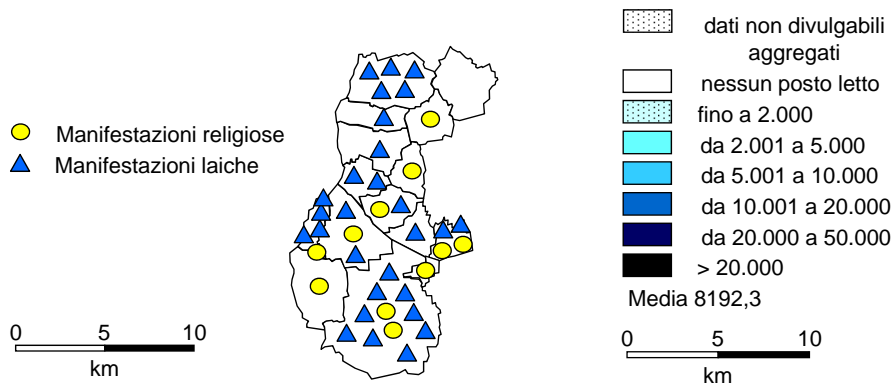 Manifestazioni religiose
Manifestazioni laiche
0 5 10
km
dati non divulgabili
aggregati
nessun posto letto
fino a 2.000
da 2.001 a 5.000
da 5.001 a 10.000
da 10.001 a 20.000
da 20.000 a 50.000
> 20.000
Media 8192,3
0 5 10
km